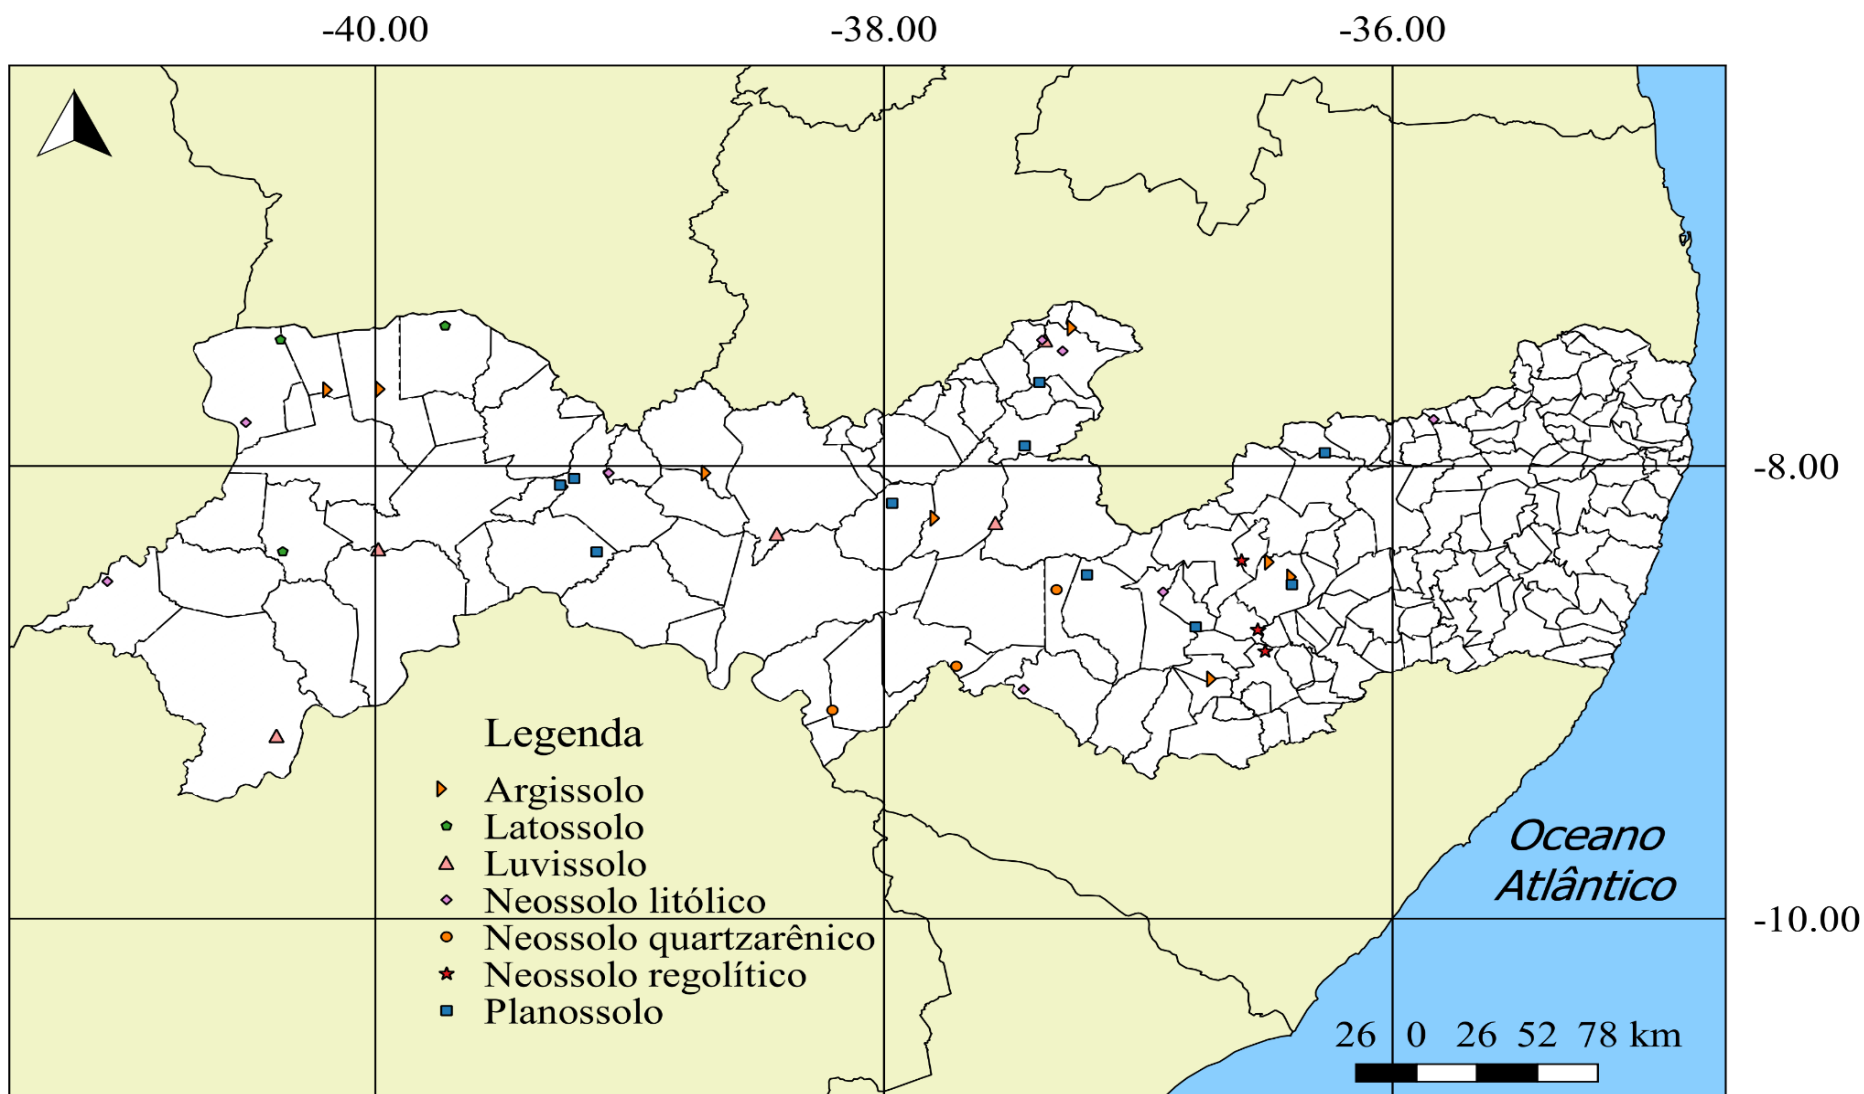 -40.00 -38.00 -36.00
-8.00
Legenda
Argissolo
Latossolo
Luvissolo
Neossolo litólico
Neossolo quartzarênico
Neossolo regolítico
Planossolo
Oceano
Atlântico
-10.00
26 0 26 52 78 km